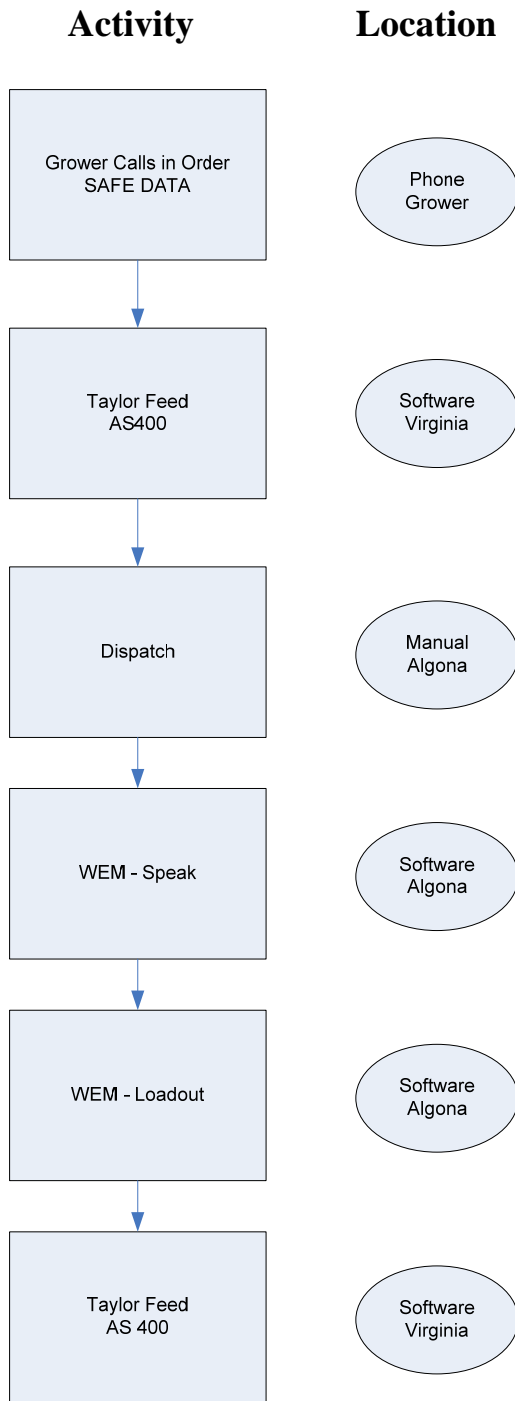 Activity
Location
Grower Calls in Order
SAFE DATA
Phone
Grower
Taylor Feed
AS400
Software
Virginia
Dispatch
Manual
Algona
WEM - Speak
Software
Algona
WEM - Loadout
Software
Algona
Taylor Feed
AS 400
Software
Virginia